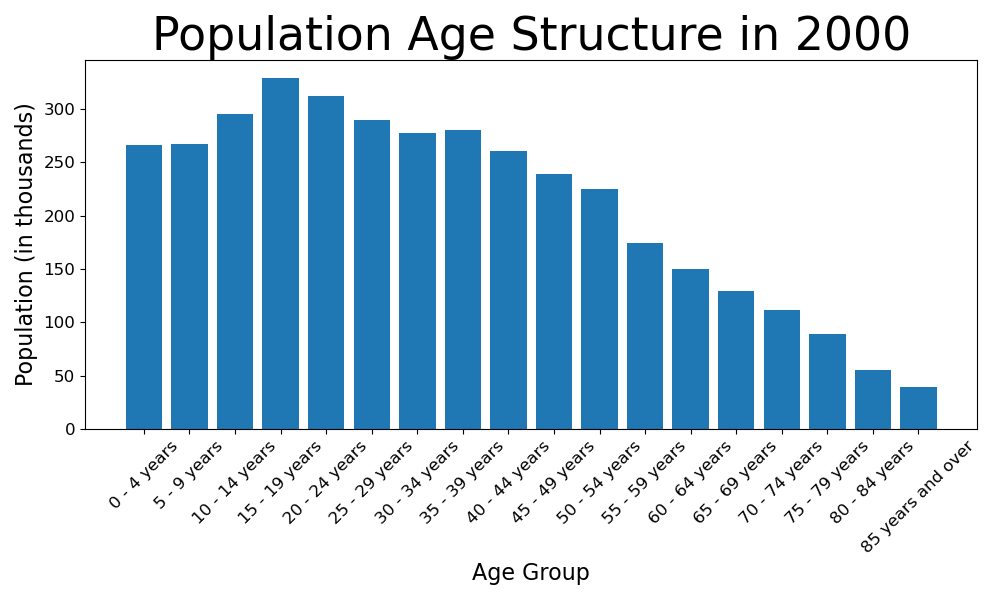 Population Age Structure in 2000
Population (in thousands)
300
250
200
150
100
50
0
0 - 4 years
5 - 9 years
10 - 14 years
15 - 19 years
20 - 24 years
25 - 29 years
30 - 34 years
35 - 39 years
40 - 44 years
45 - 49 years
50 - 54 years
55 - 59 years
60 - 64 years
65 - 69 years
70 - 74 years
75 - 79 years
80 - 84 years
85 years and over
Age Group